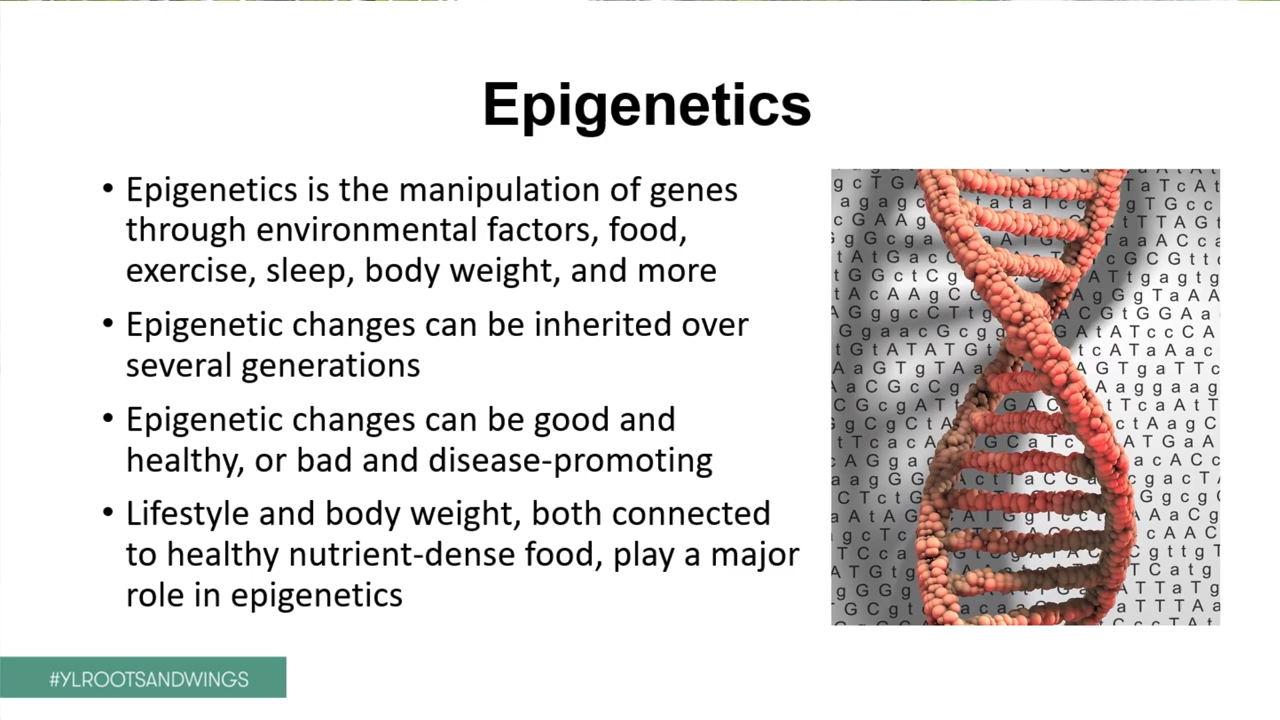 Epigenetics
• Epigenetics is the manipulation of genes
through environmental factors, food,
exercise, sleep, body weight, and more
• Epigenetic changes can be inherited over
several generations
• Epigenetic changes can be good and
healthy, or bad and disease-promoting
• Lifestyle and body weight, both connected
to healthy nutrient-dense food, play a major
role in epigenetics
#YLROOTSANDWINGS